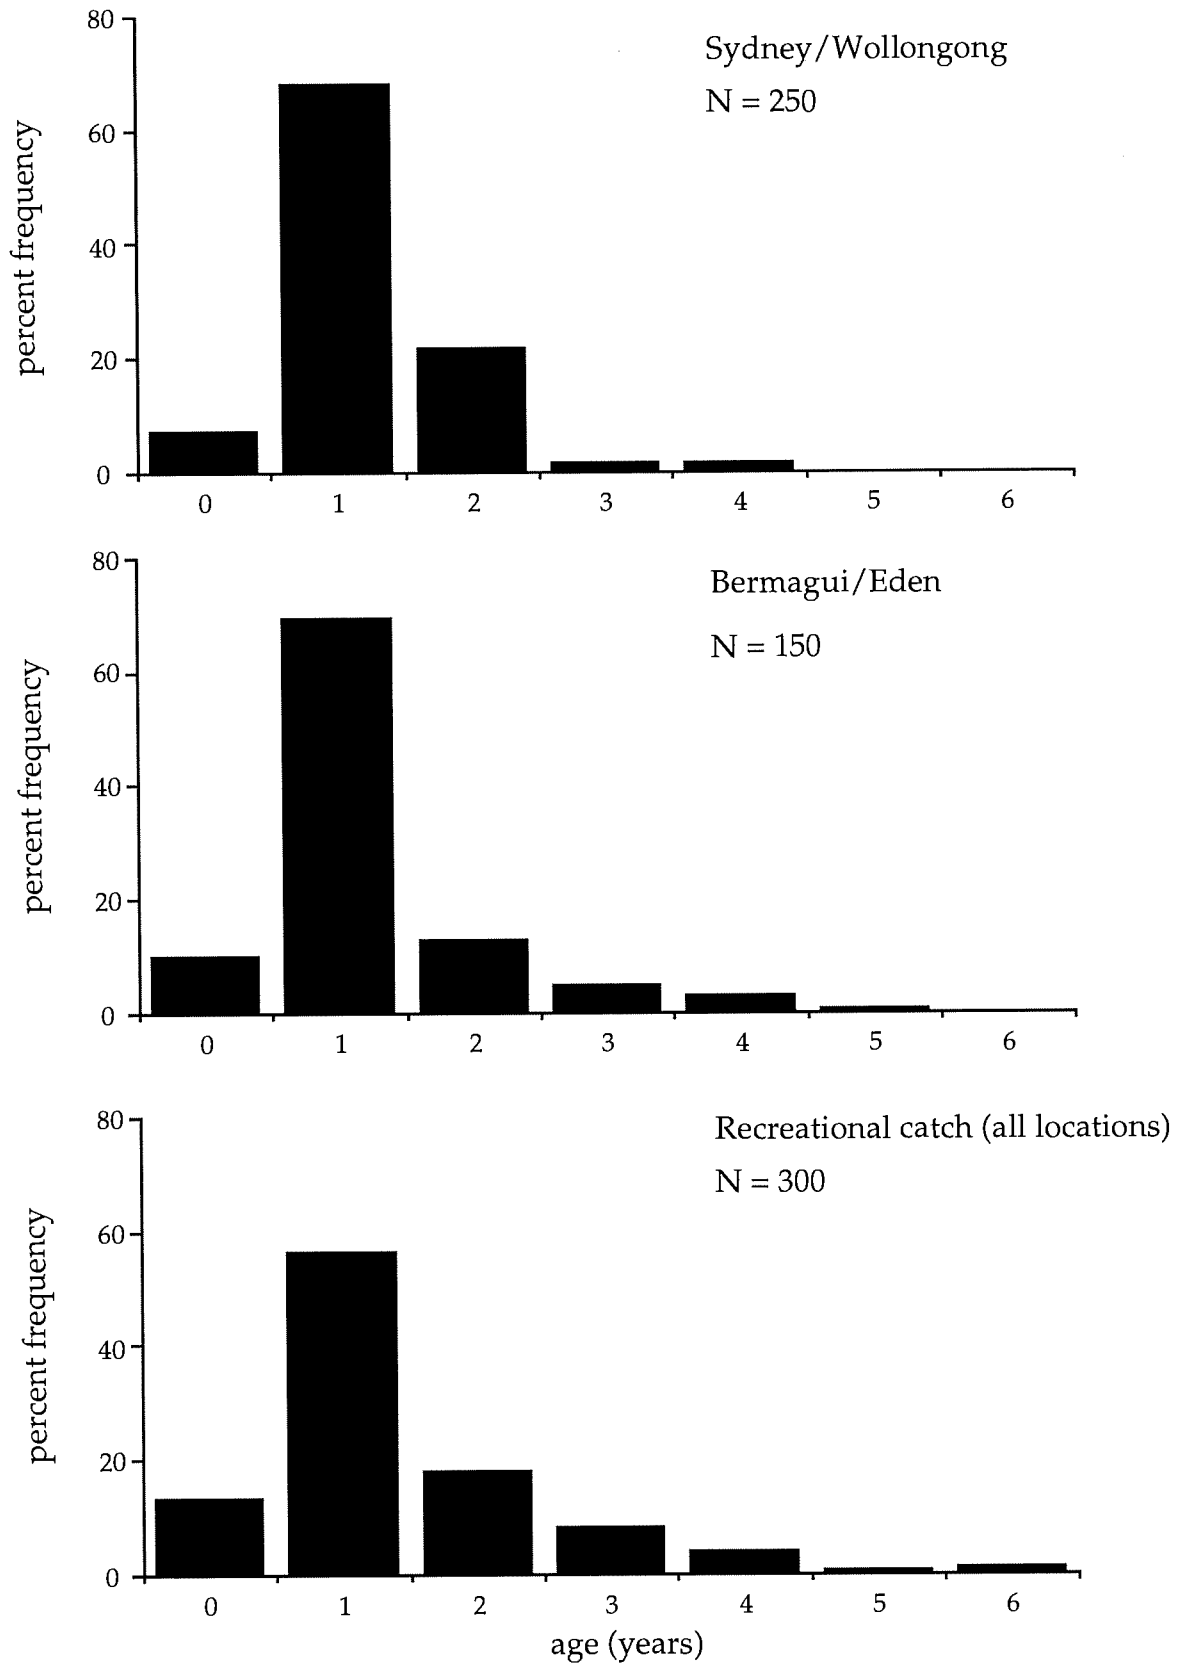 Sydney/Wollongong
N = 250
percent frequency
80
60
40
20
0
0 1 2 3 4 5 6
Bermagui/Eden
N = 150
percent frequency
80
60
40
20
0
0 1 2 3 4 5 6
Recreational catch (all locations)
N = 300
percent frequency
80
60
40
20
0
0 1 2 3 4 5 6
age (years)